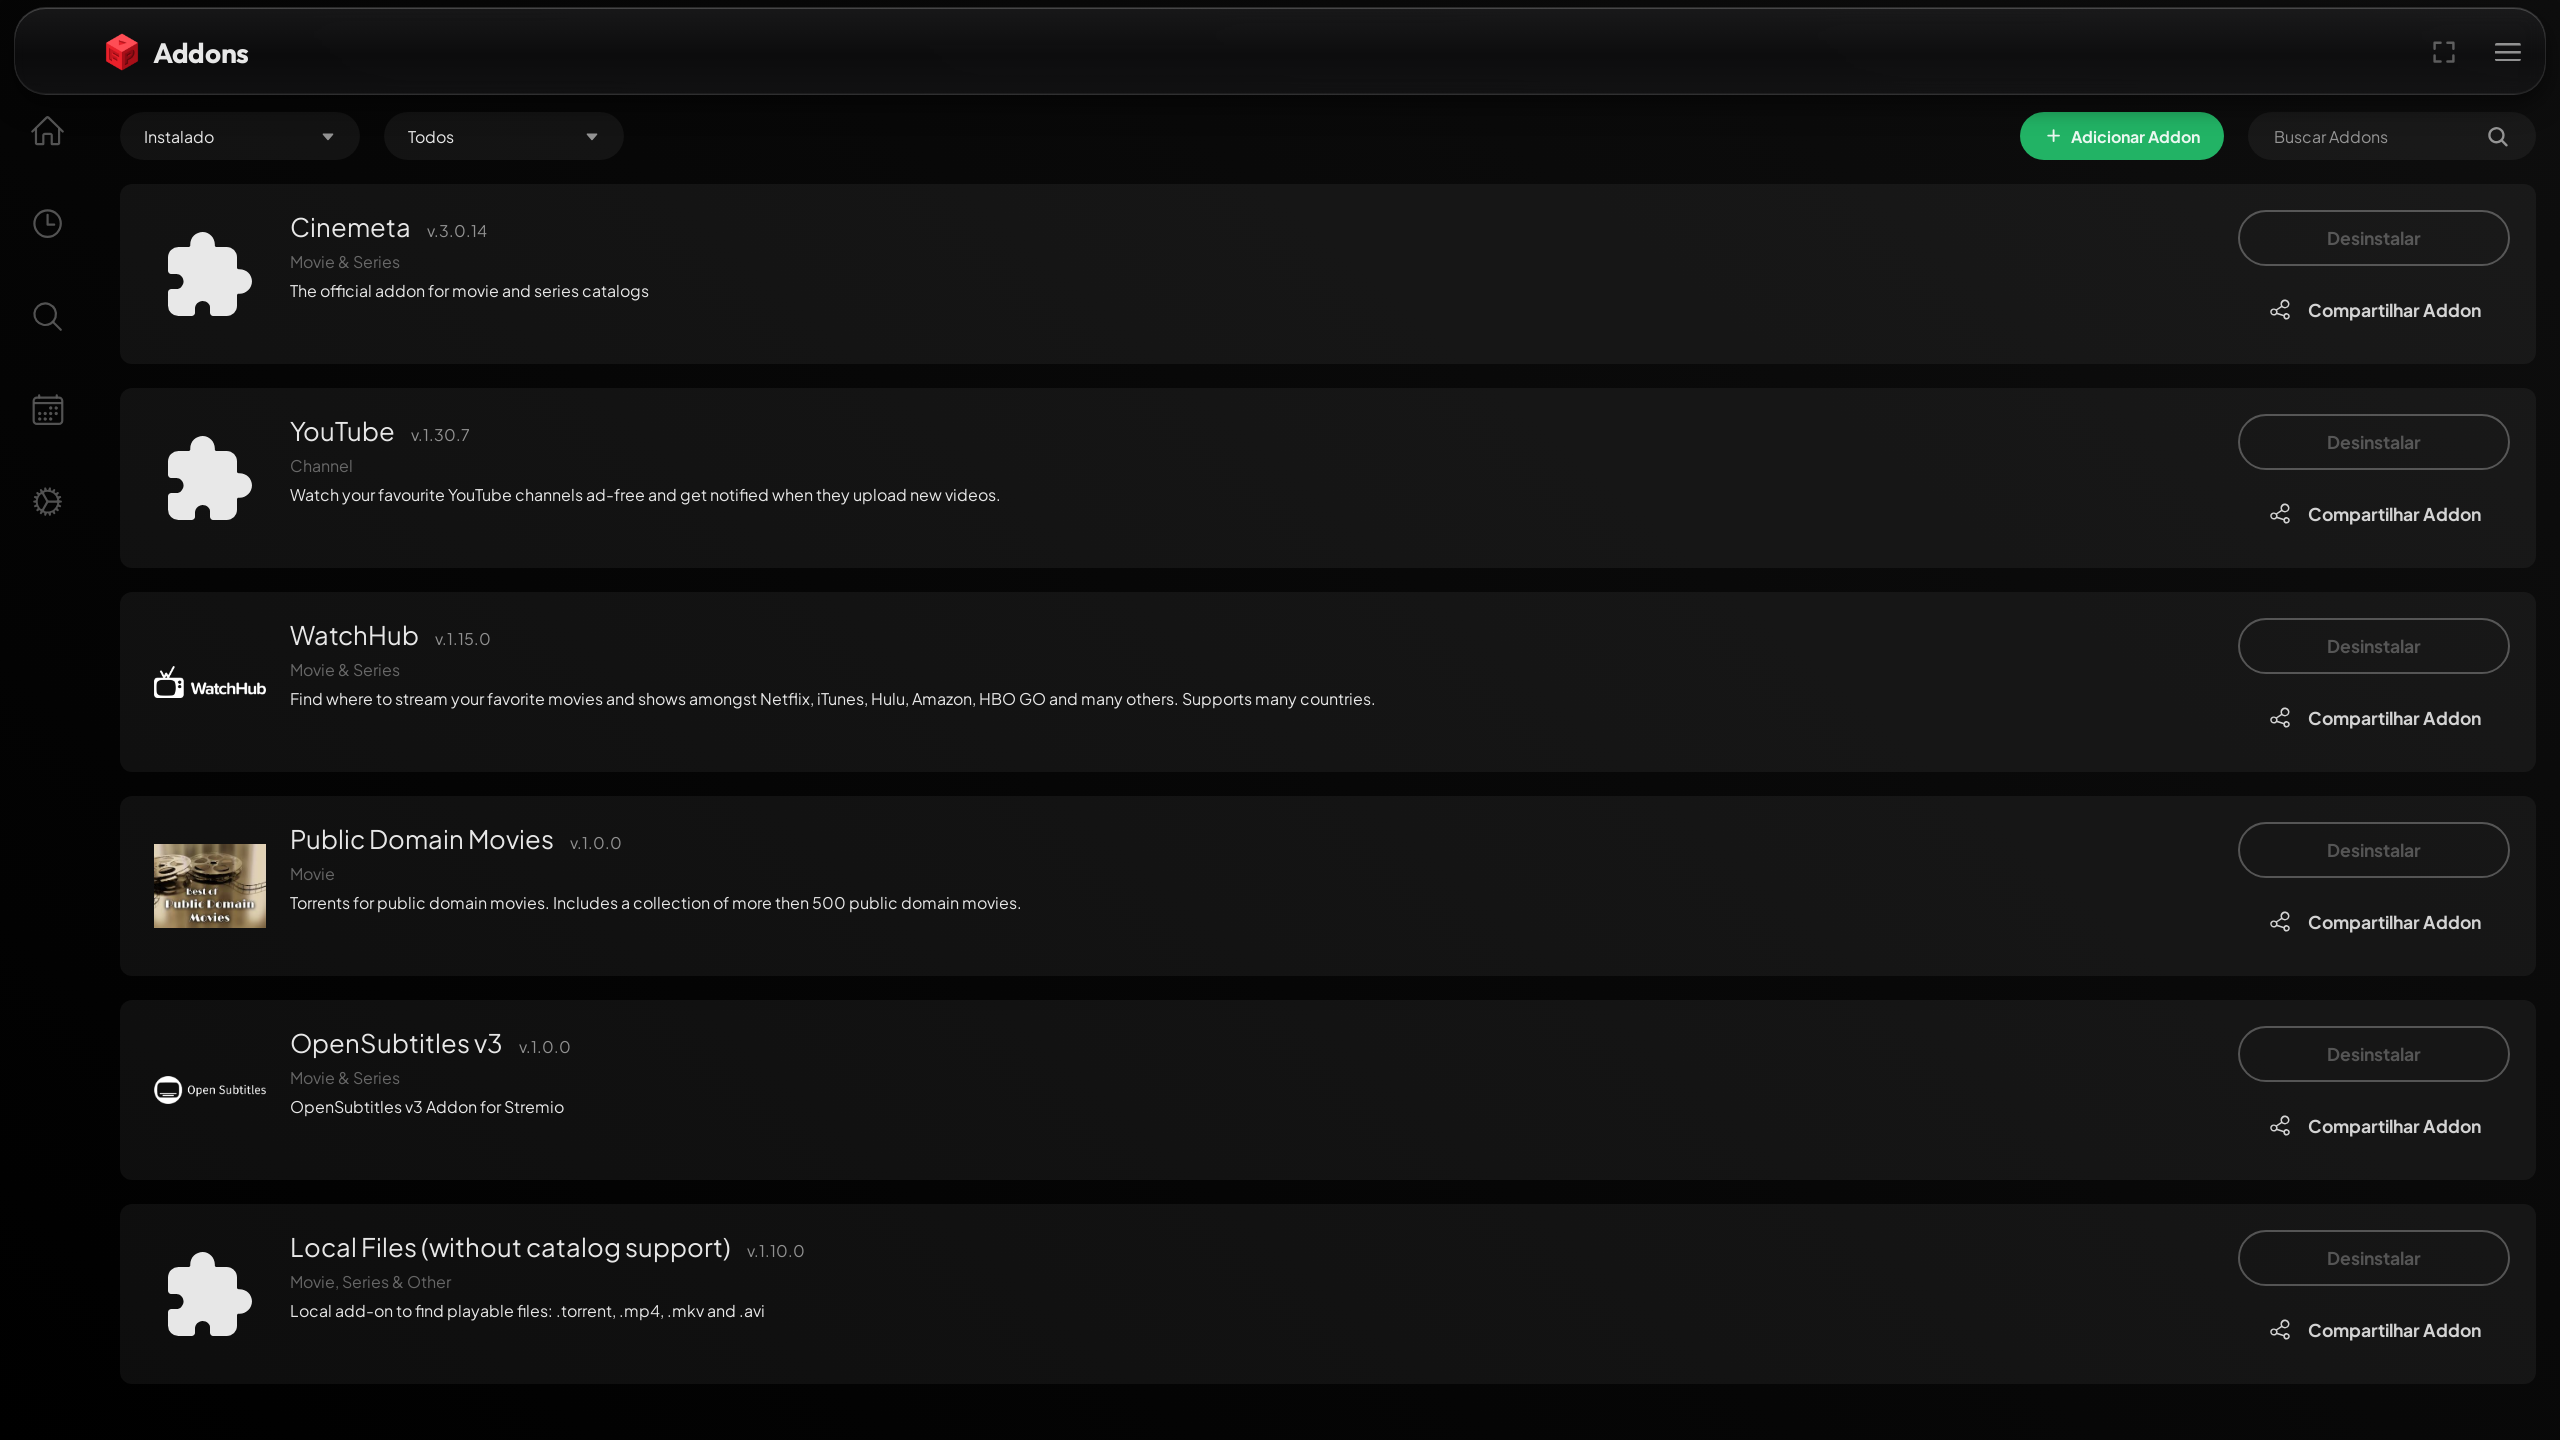 Addons
Instalado
Todos
+ Adicionar Addon
Buscar Addons
Cinemeta v.3.0.14
Movie & Series
The official addon for movie and series catalogs
Desinstalar
Compartilhar Addon
YouTube v.1.30.7
Channel
Watch your favourite YouTube channels ad-free and get notified when they upload new videos.
Desinstalar
Compartilhar Addon
WatchHub
WatchHub v.1.15.0
Movie & Series
Find where to stream your favorite movies and shows amongst Netflix, iTunes, Hulu, Amazon, HBO GO and many others. Supports many countries.
Desinstalar
Compartilhar Addon
Best of
Public Domain
Movies
Public Domain Movies v.1.0.0
Movie
Torrents for public domain movies. Includes a collection of more then 500 public domain movies.
Desinstalar
Compartilhar Addon
Open Subtitles
OpenSubtitles v3 v.1.0.0
Movie & Series
OpenSubtitles v3 Addon for Stremio
Desinstalar
Compartilhar Addon
Local Files (without catalog support) v.1.10.0
Movie, Series & Other
Local add-on to find playable files: .torrent, .mp4, .mkv and .avi
Desinstalar
Compartilhar Addon